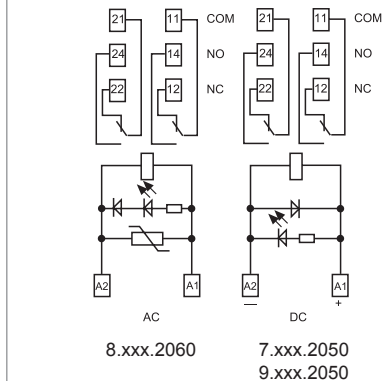 21 11 COM 21 11 COM
24 14 NO 24 14 NO
22 12 NC 22 12 NC
A2 A1 A2 A1
— +
AC DC
8.xxx.2060 7.xxx.2050
9.xxx.2050